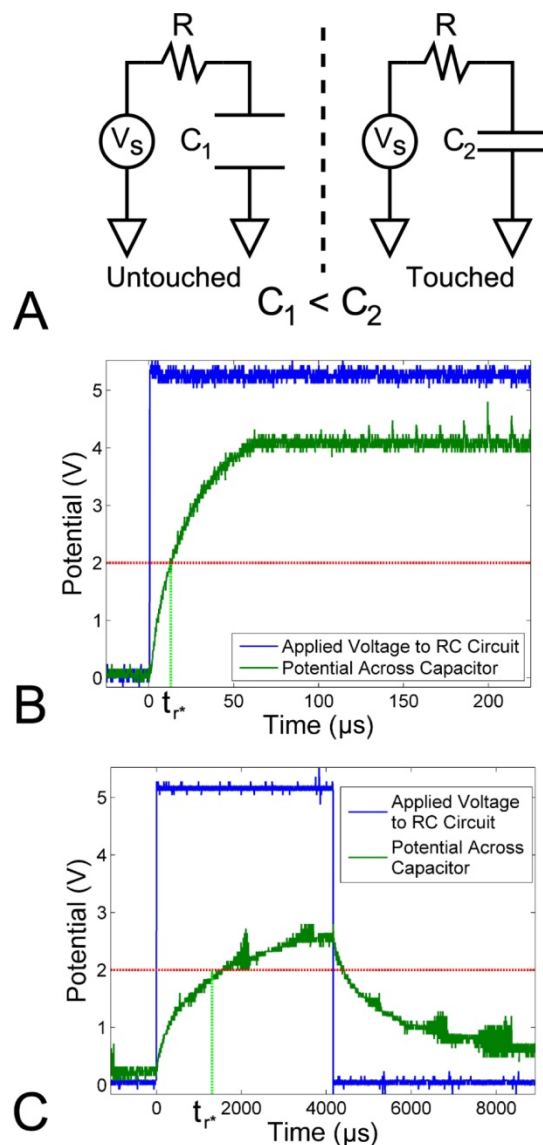 R
R
Vs
C1
Vs
C2
Untouched
Touched
A
C1 < C2
Potential (V)
5
4
3
2
1
0
Applied Voltage to RC Circuit
Potential Across Capacitor
0
50
100
150
200
tr*
Time (µs)
B
Potential (V)
5
4
3
2
1
0
Applied Voltage
to RC Circuit
Potential Across
Capacitor
0
2000
4000
6000
8000
tr*
Time (µs)
C